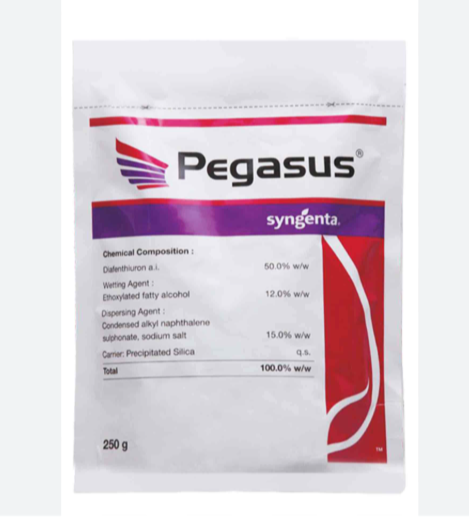 Pegasus®
syngenta.
Chemical Composition :
Diafenthiuron a.i. 50.0% w/w
Wetting Agent :
Ethoxylated fatty alcohol 12.0% w/w
Dispersing Agent :
Condensed alkyl naphthalene
sulphonate, sodium salt 15.0% w/w
Carrier: Precipitated Silica q.s.
Total 100.0% w/w
250 g
TM